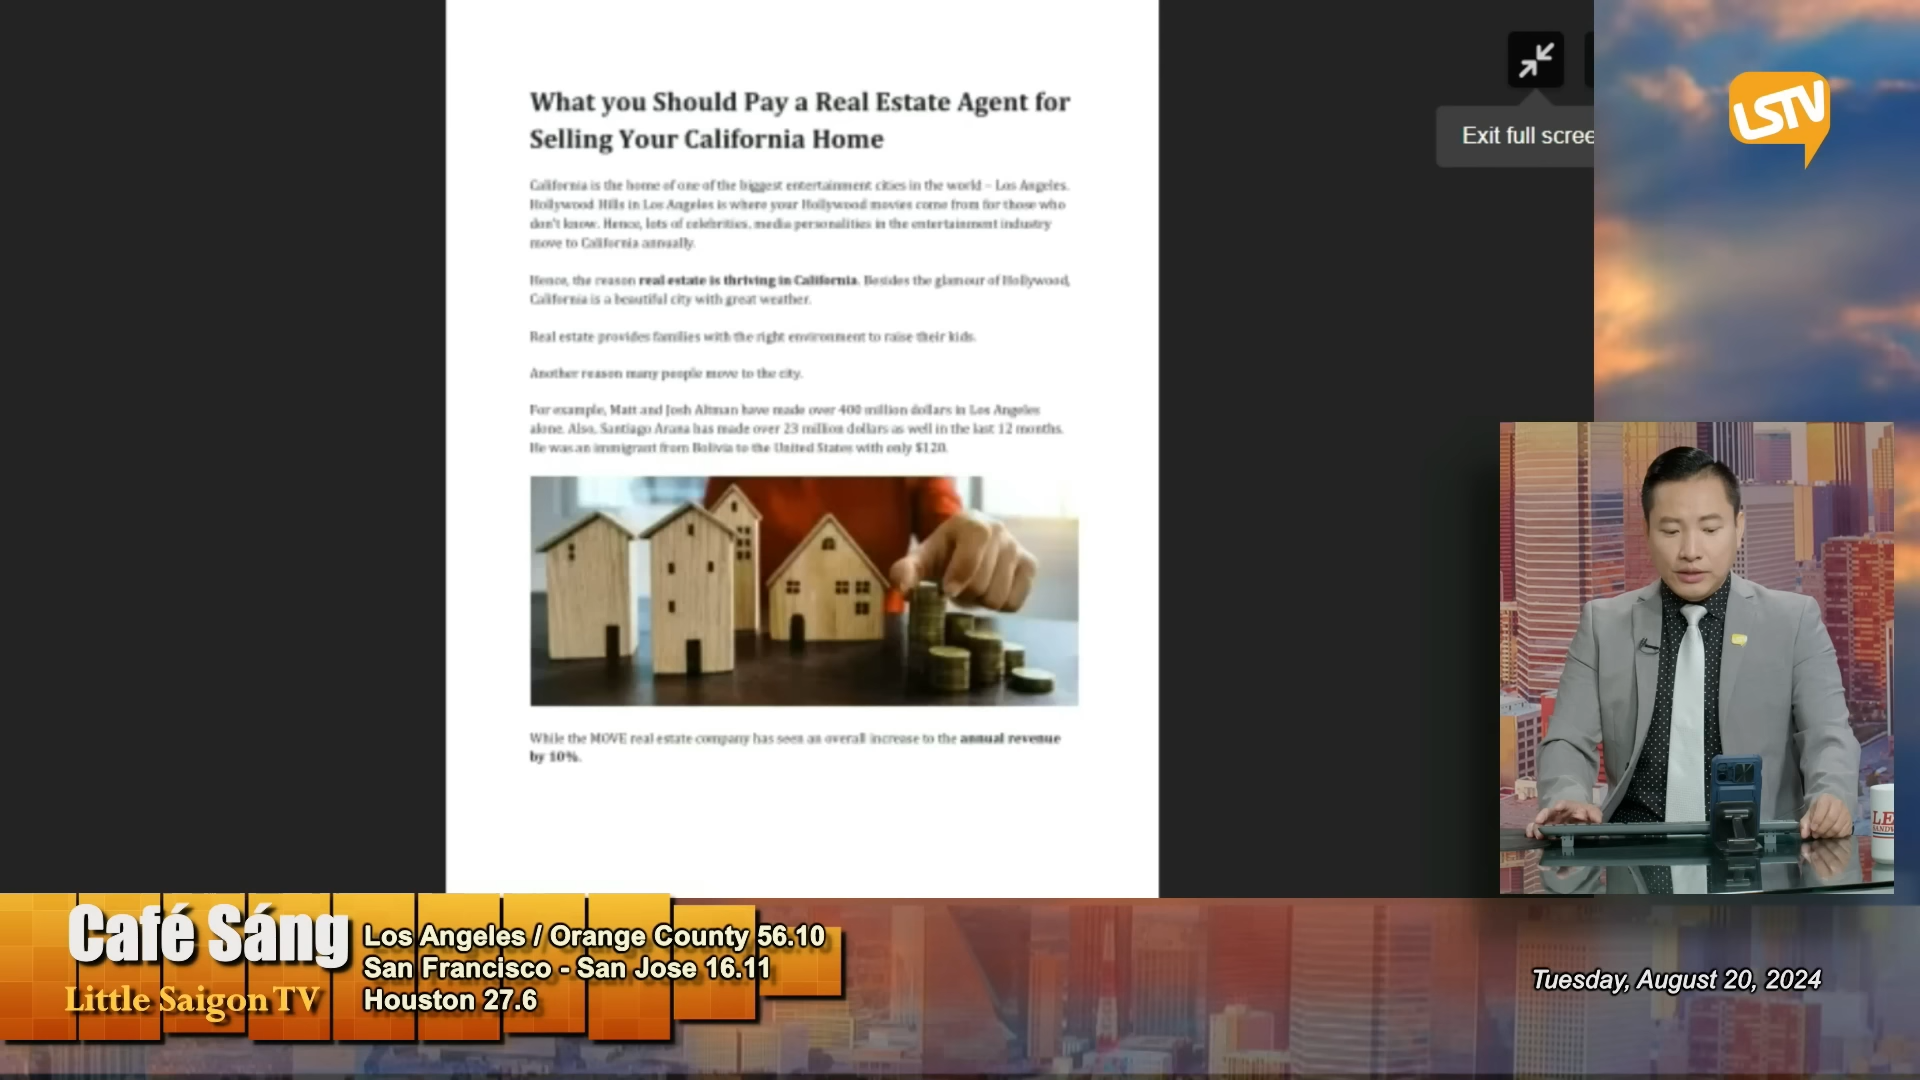 What you Should Pay a Real Estate Agent for
Selling Your California Home
California is the home of one of the biggest entertainment cities in the world – Los Angeles.
Hollywood Hills in Los Angeles is where your Hollywood movies come from for those who
don't know. Hence, lots of celebrities, media personalities in the entertainment industry
move to California annually.
Hence, the reason real estate is thriving in California. Besides the glamour of Hollywood,
California is a beautiful city with great weather.
Real estate provides families with the right environment to raise their kids.
Another reason many people move to the city.
For example, Matt and Josh Altman have made over 400 million dollars in Los Angeles
alone. Also, Santiago Arana has made over 23 million dollars as well in the last 12 months.
He was an immigrant from Bolivia to the United States with only $120.
While the MOVE real estate company has seen an overall increase to the annual revenue
by 10%.
Exit full scree
LSTV
LE
Café Sáng
Little Saigon TV
Los Angeles / Orange County 56.10
San Francisco - San Jose 16.11
Houston 27.6
Tuesday, August 20, 2024